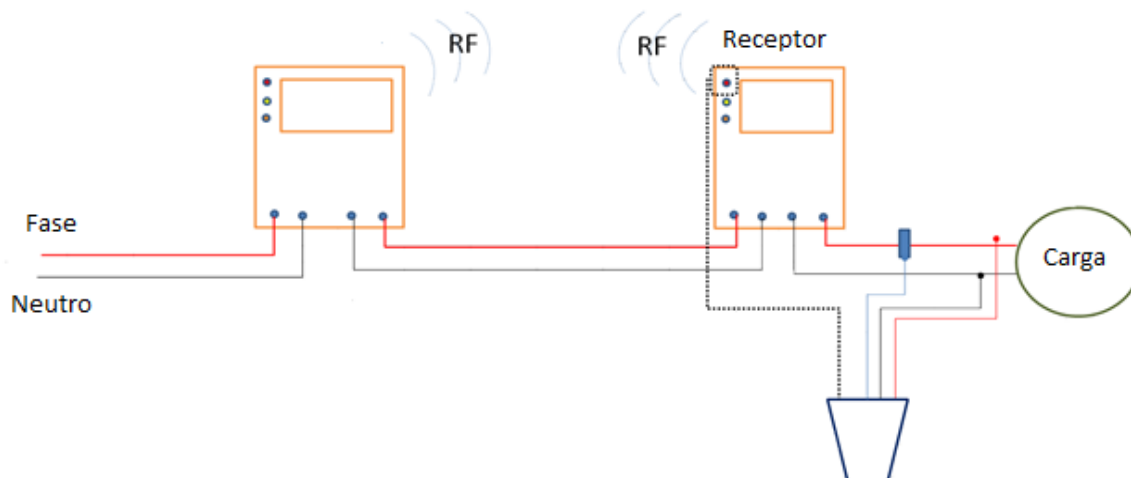 RF
RF
Receptor
Fase
Carga
Neutro